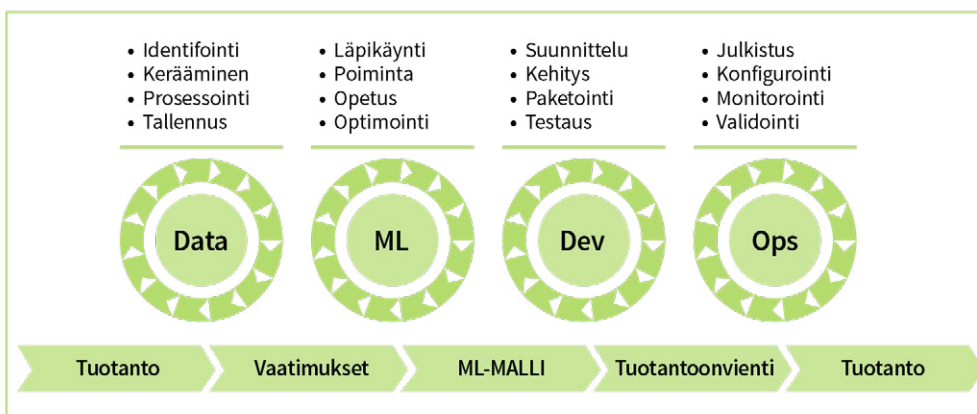 • Identifointi
• Kerääminen
• Prosessointi
• Tallennus
• Läpikäynti
• Poiminta
• Opetus
• Optimointi
• Suunnittelu
• Kehitys
• Paketointi
• Testaus
• Julkistus
• Konfigurointi
• Monitorointi
• Validointi
Data
ML
Dev
Ops
Tuotanto
Vaatimukset
ML-MALLI
Tuotantoonvienti
Tuotanto